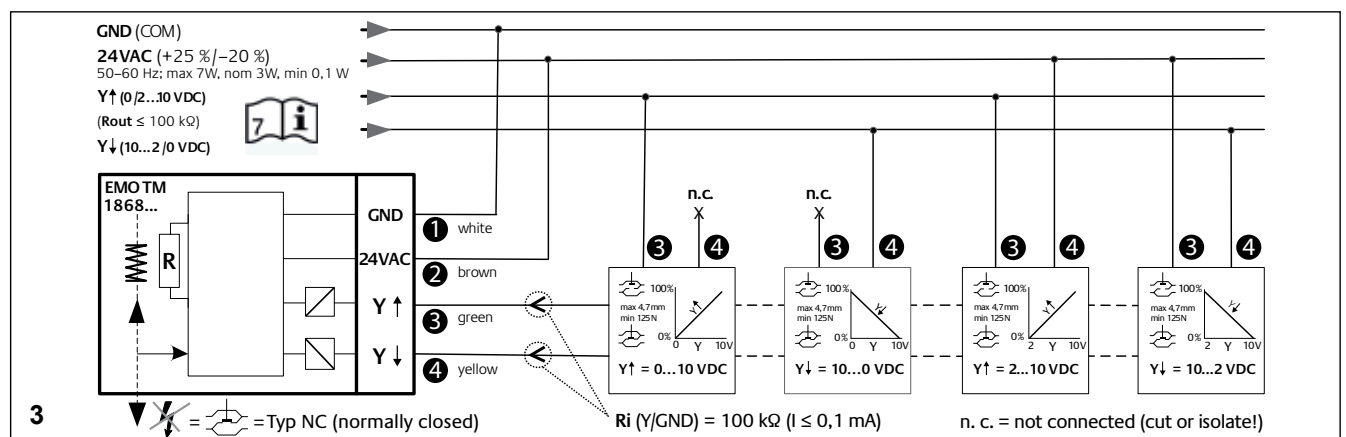 GND (COM)
24VAC (+25 %/–20 %)
50–60 Hz; max 7W, nom 3W, min 0,1 W
Y↑ (0/2...10 VDC)
(Rout ≤ 100 kΩ)
Y↓ (10...2/0 VDC)
7 i
EMO TM
1868...
R
GND
24VAC
Y ↑
Y ↓
1 white
2 brown
3 green
4 yellow
n.c.
X
3 4
100%
max 4,7mm
min 125N
0%
Y↑
0 Y 10V
Y↑ = 0...10 VDC
n.c.
X
3 4
100%
max 4,7mm
min 125N
0%
Y↓
0 Y 10V
Y↓ = 10...0 VDC
3 4
100%
max 4,7mm
min 125N
0%
Y↑
2 Y 10V
Y↑ = 2...10 VDC
3 4
100%
max 4,7mm
min 125N
0%
Y↓
2 Y 10V
Y↓ = 10...2 VDC
3
= = Typ NC (normally closed)
Ri (Y/GND) = 100 kΩ (I ≤ 0,1 mA)
n. c. = not connected (cut or isolate!)